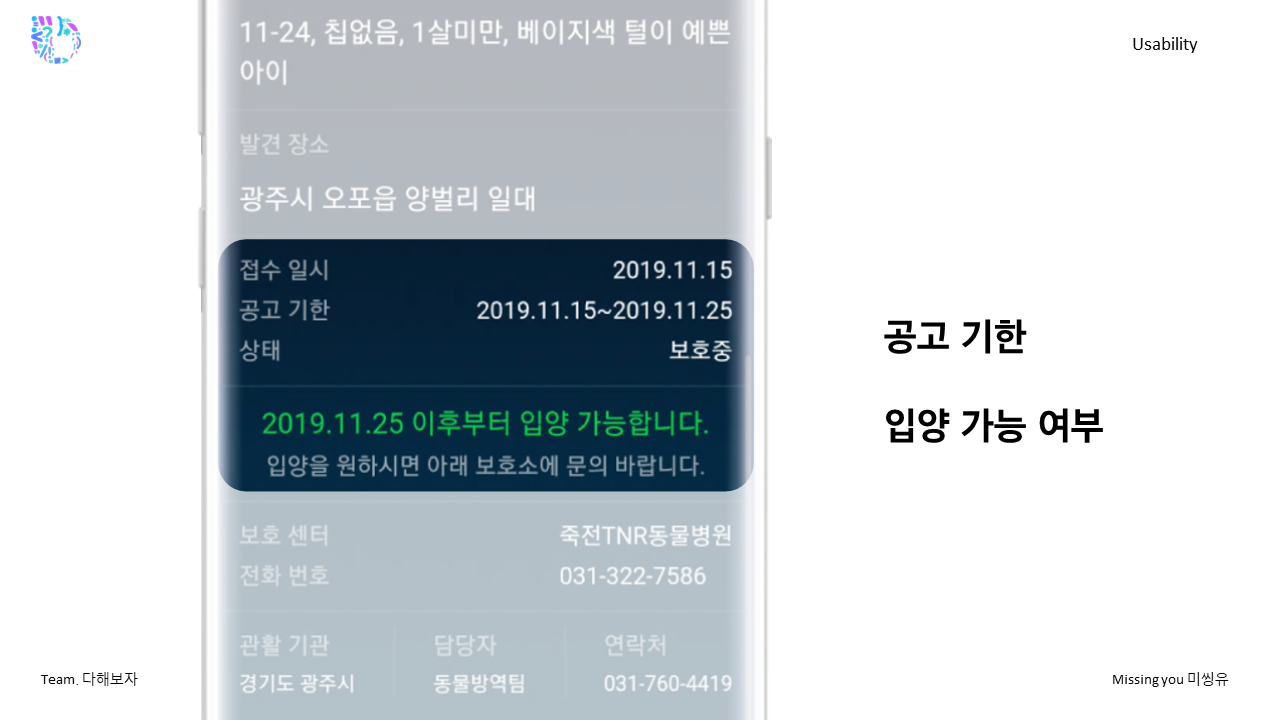 Usability
11-24, 칩없음, 1살미만, 베이지색 털이 예쁜
아이
발견 장소
광주시 오포읍 양벌리 일대
접수 일시 2019.11.15
공고 기한 2019.11.15~2019.11.25
상태 보호중
2019.11.25 이후부터 입양 가능합니다.
입양을 원하시면 아래 보호소에 문의 바랍니다.
보호 센터 죽전TNR동물병원
전화 번호 031-322-7586
관활 기관 담당자 연락처
경기도 광주시 동물방역팀 031-760-4419
공고 기한
입양 가능 여부
Team. 다해보자
Missing you 미씽유